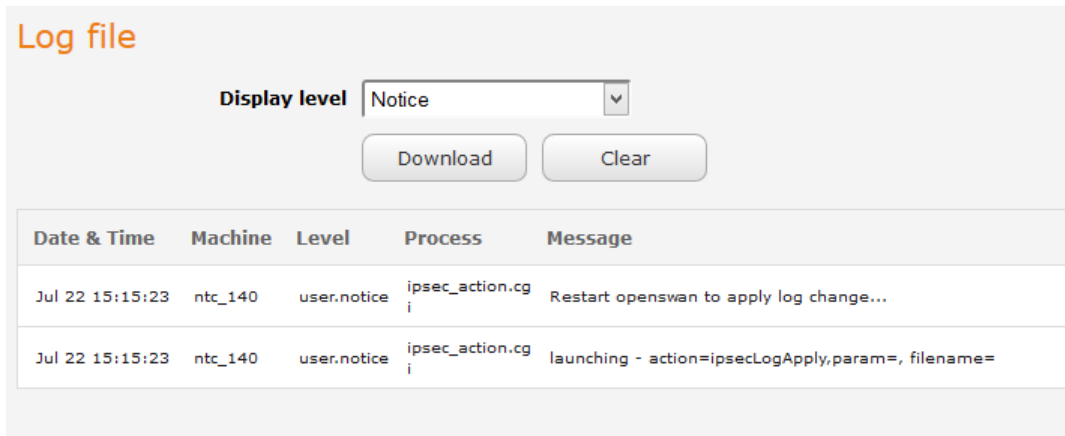 Log file
Display level Notice
Download Clear
Date & Time Machine Level Process Message
Jul 22 15:15:23 ntc_140 user.notice ipsec_action.cg
i Restart openswan to apply log change...
Jul 22 15:15:23 ntc_140 user.notice ipsec_action.cg
i launching - action=ipsecLogApply,param=, filename=